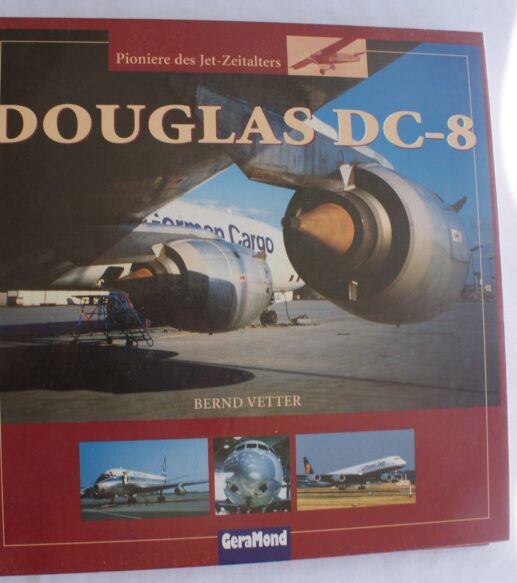 Pioniere des Jet-Zeitalters
DOUGLAS DC-8
German Cargo
BERND VETTER
GeraMond